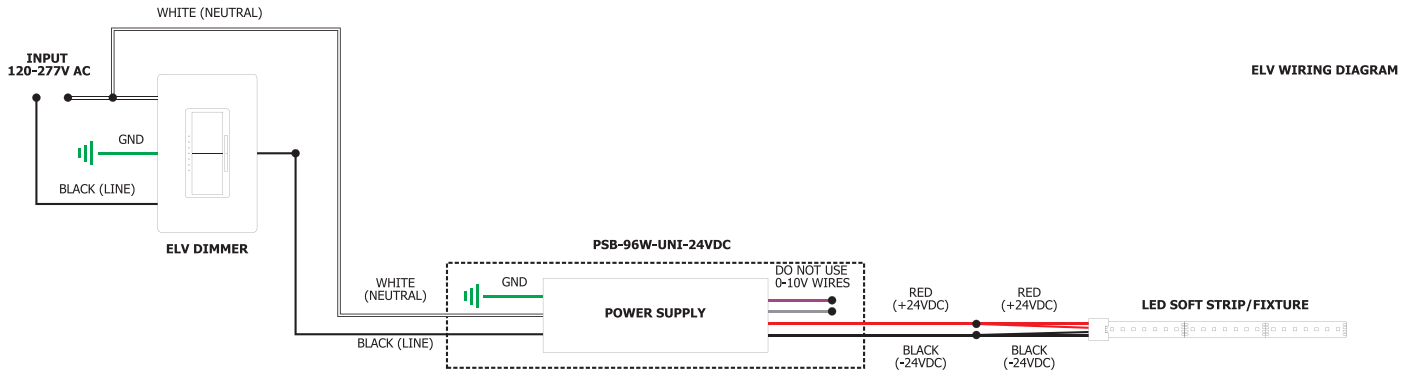 WHITE (NEUTRAL)
INPUT
120-277V AC
ELV WIRING DIAGRAM
GND
BLACK (LINE)
ELV DIMMER
PSB-96W-UNI-24VDC
WHITE
(NEUTRAL)
GND
DO NOT USE
0-10V WIRES
POWER SUPPLY
RED
(+24VDC)
RED
(+24VDC)
LED SOFT STRIP/FIXTURE
BLACK (LINE)
BLACK
(-24VDC)
BLACK
(-24VDC)